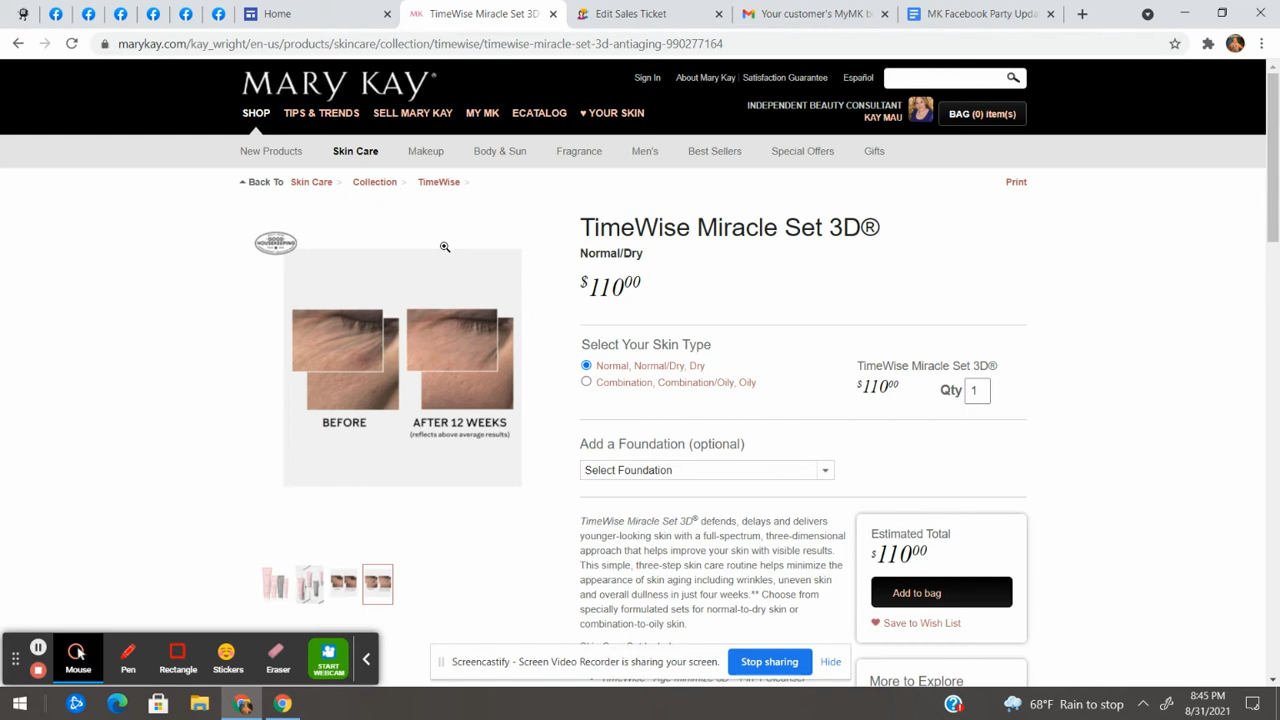 Home
TimeWise Miracle Set 3D
Edit Sales Ticket
Your customer's MyMK b
MK Facebook Party Upda
marykay.com/kay_wright/en-us/products/skincare/collection/timewise/timewise-miracle-set-3d-antiaging-990277164
MARY KAY®
Sign In
About Mary Kay
Satisfaction Guarantee
Español
SHOP
TIPS & TRENDS
SELL MARY KAY
MY MK
ECATALOG
♥ YOUR SKIN
INDEPENDENT BEAUTY CONSULTANT
KAY MAU
BAG (0) item(s)
New Products
Skin Care
Makeup
Body & Sun
Fragrance
Men's
Best Sellers
Special Offers
Gifts
Back To
Skin Care >
Collection >
TimeWise >
Print
GOOD
HOUSEKEEPING
BEFORE
AFTER 12 WEEKS
(reflects above average results)
TimeWise Miracle Set 3D®
Normal/Dry
$110.00
Select Your Skin Type
Normal, Normal/Dry, Dry
Combination, Combination/Oily, Oily
TimeWise Miracle Set 3D®
$110.00
Qty 1
Add a Foundation (optional)
Select Foundation
TimeWise Miracle Set 3D® defends, delays and delivers
younger-looking skin with a full-spectrum, three-dimensional
approach that helps improve your skin with visible results.
This simple, three-step skin care routine helps minimize the
appearance of skin aging including wrinkles, uneven skin
and overall dullness in just four weeks.** Choose from
specially formulated sets for normal-to-dry skin or
combination-to-oily skin.
Estimated Total
$110.00
Add to bag
Save to Wish List
More to Explore
Mouse
Pen
Rectangle
Stickers
Eraser
START
WEBCAM
Screencastify - Screen Video Recorder is sharing your screen.
Stop sharing
Hide
68°F Rain to stop
8:45 PM
8/31/2021